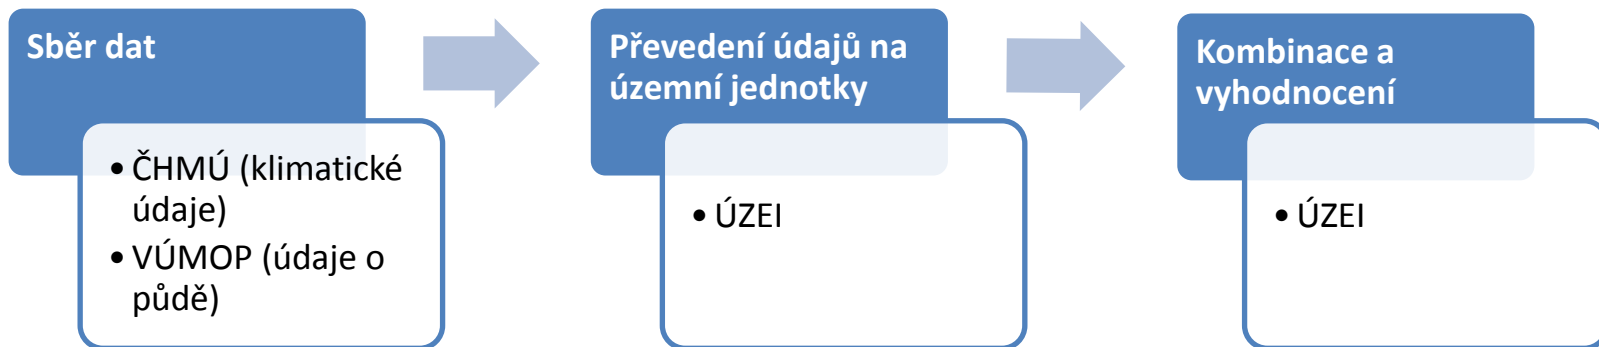 Sběr dat
• ČHMÚ (klimatické
údaje)
• VÚMOP (údaje o
půdě)
Převedení údajů na
územní jednotky
• ÚZEI
Kombinace a
vyhodnocení
• ÚZEI